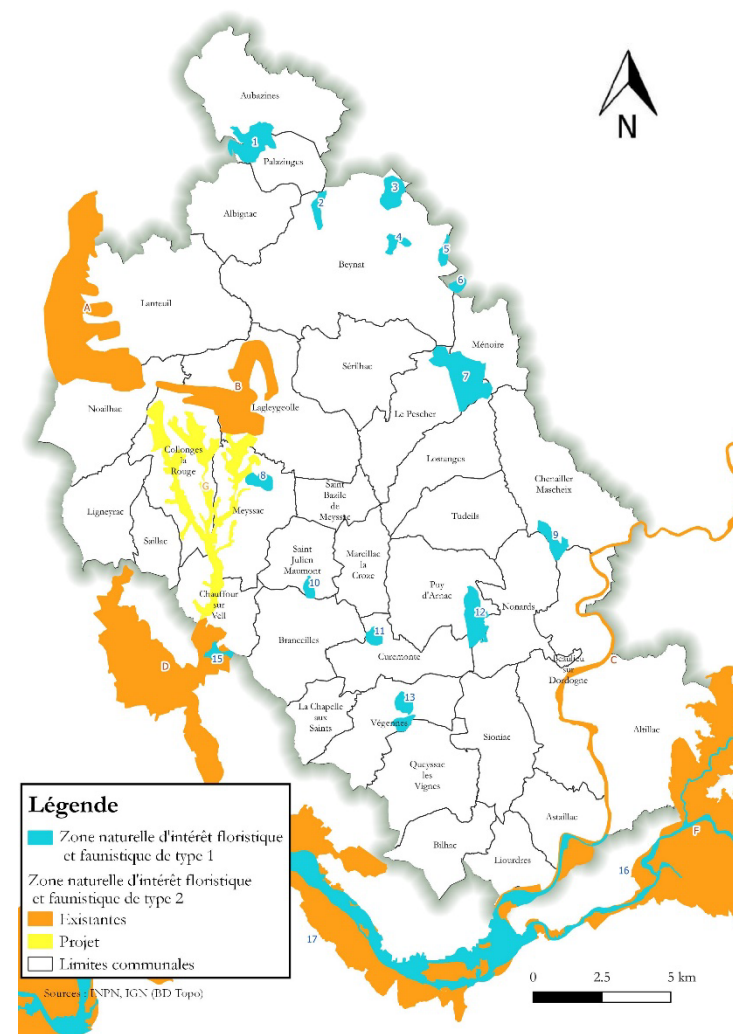 Aubazines
N
1
Palazinges
3
2
Albignac
4
5
Beynat
6
Lanteuil
A
Ménoire
Sérilhac
7
B
Noailhac
Lagleygeolle
Le Pescher
Collonges
la
Rouge
Lostanges
8
Chenailler
Mascheix
G
Saint
Bazile
de
Meyssac
Ligneyrac
Meyssac
Tudeils
Saillac
9
Saint
Julien
Maumont
Marcillac
la
Croze
10
Puy
d'Arnac
Chauffour
sur
Vell
12
Nonards
11
Branceilles
15
Curemonte
D
Beaulieu
sur
Dordogne
C
La Chapelle
aux
Saints
13
Végennes
Altillac
Sioniac
Queyssac
les
Vignes
Astaillac
Légende
Zone naturelle d'intérêt floristique
et faunistique de type 1
Zone naturelle d'intérêt floristique
et faunistique de type 2
Existantes
Projet
Limites communales
Sources : INPN, IGN (BD Topo)
Bilhac
Liourdres
F
16
17
0 2.5 5 km